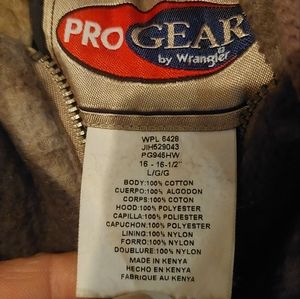 PRO GEAR
by Wrangler
WPL 6429
JIH529043
PG945HW
16 - 16-1/2"
L/G/G
BODY:100% COTTON
CUERPO:100% ALGODON
CORPS:100% COTON
HOOD:100% POLYESTER
CAPILLA:100% POLIESTER
CAPUCHON:100% POLYESTER
LINING:100% NYLON
FORRO:100% NYLON
DOUBLURE:100% NYLON
MADE IN KENYA
HECHO EN KENYA
FABRIQUE AU KENYA